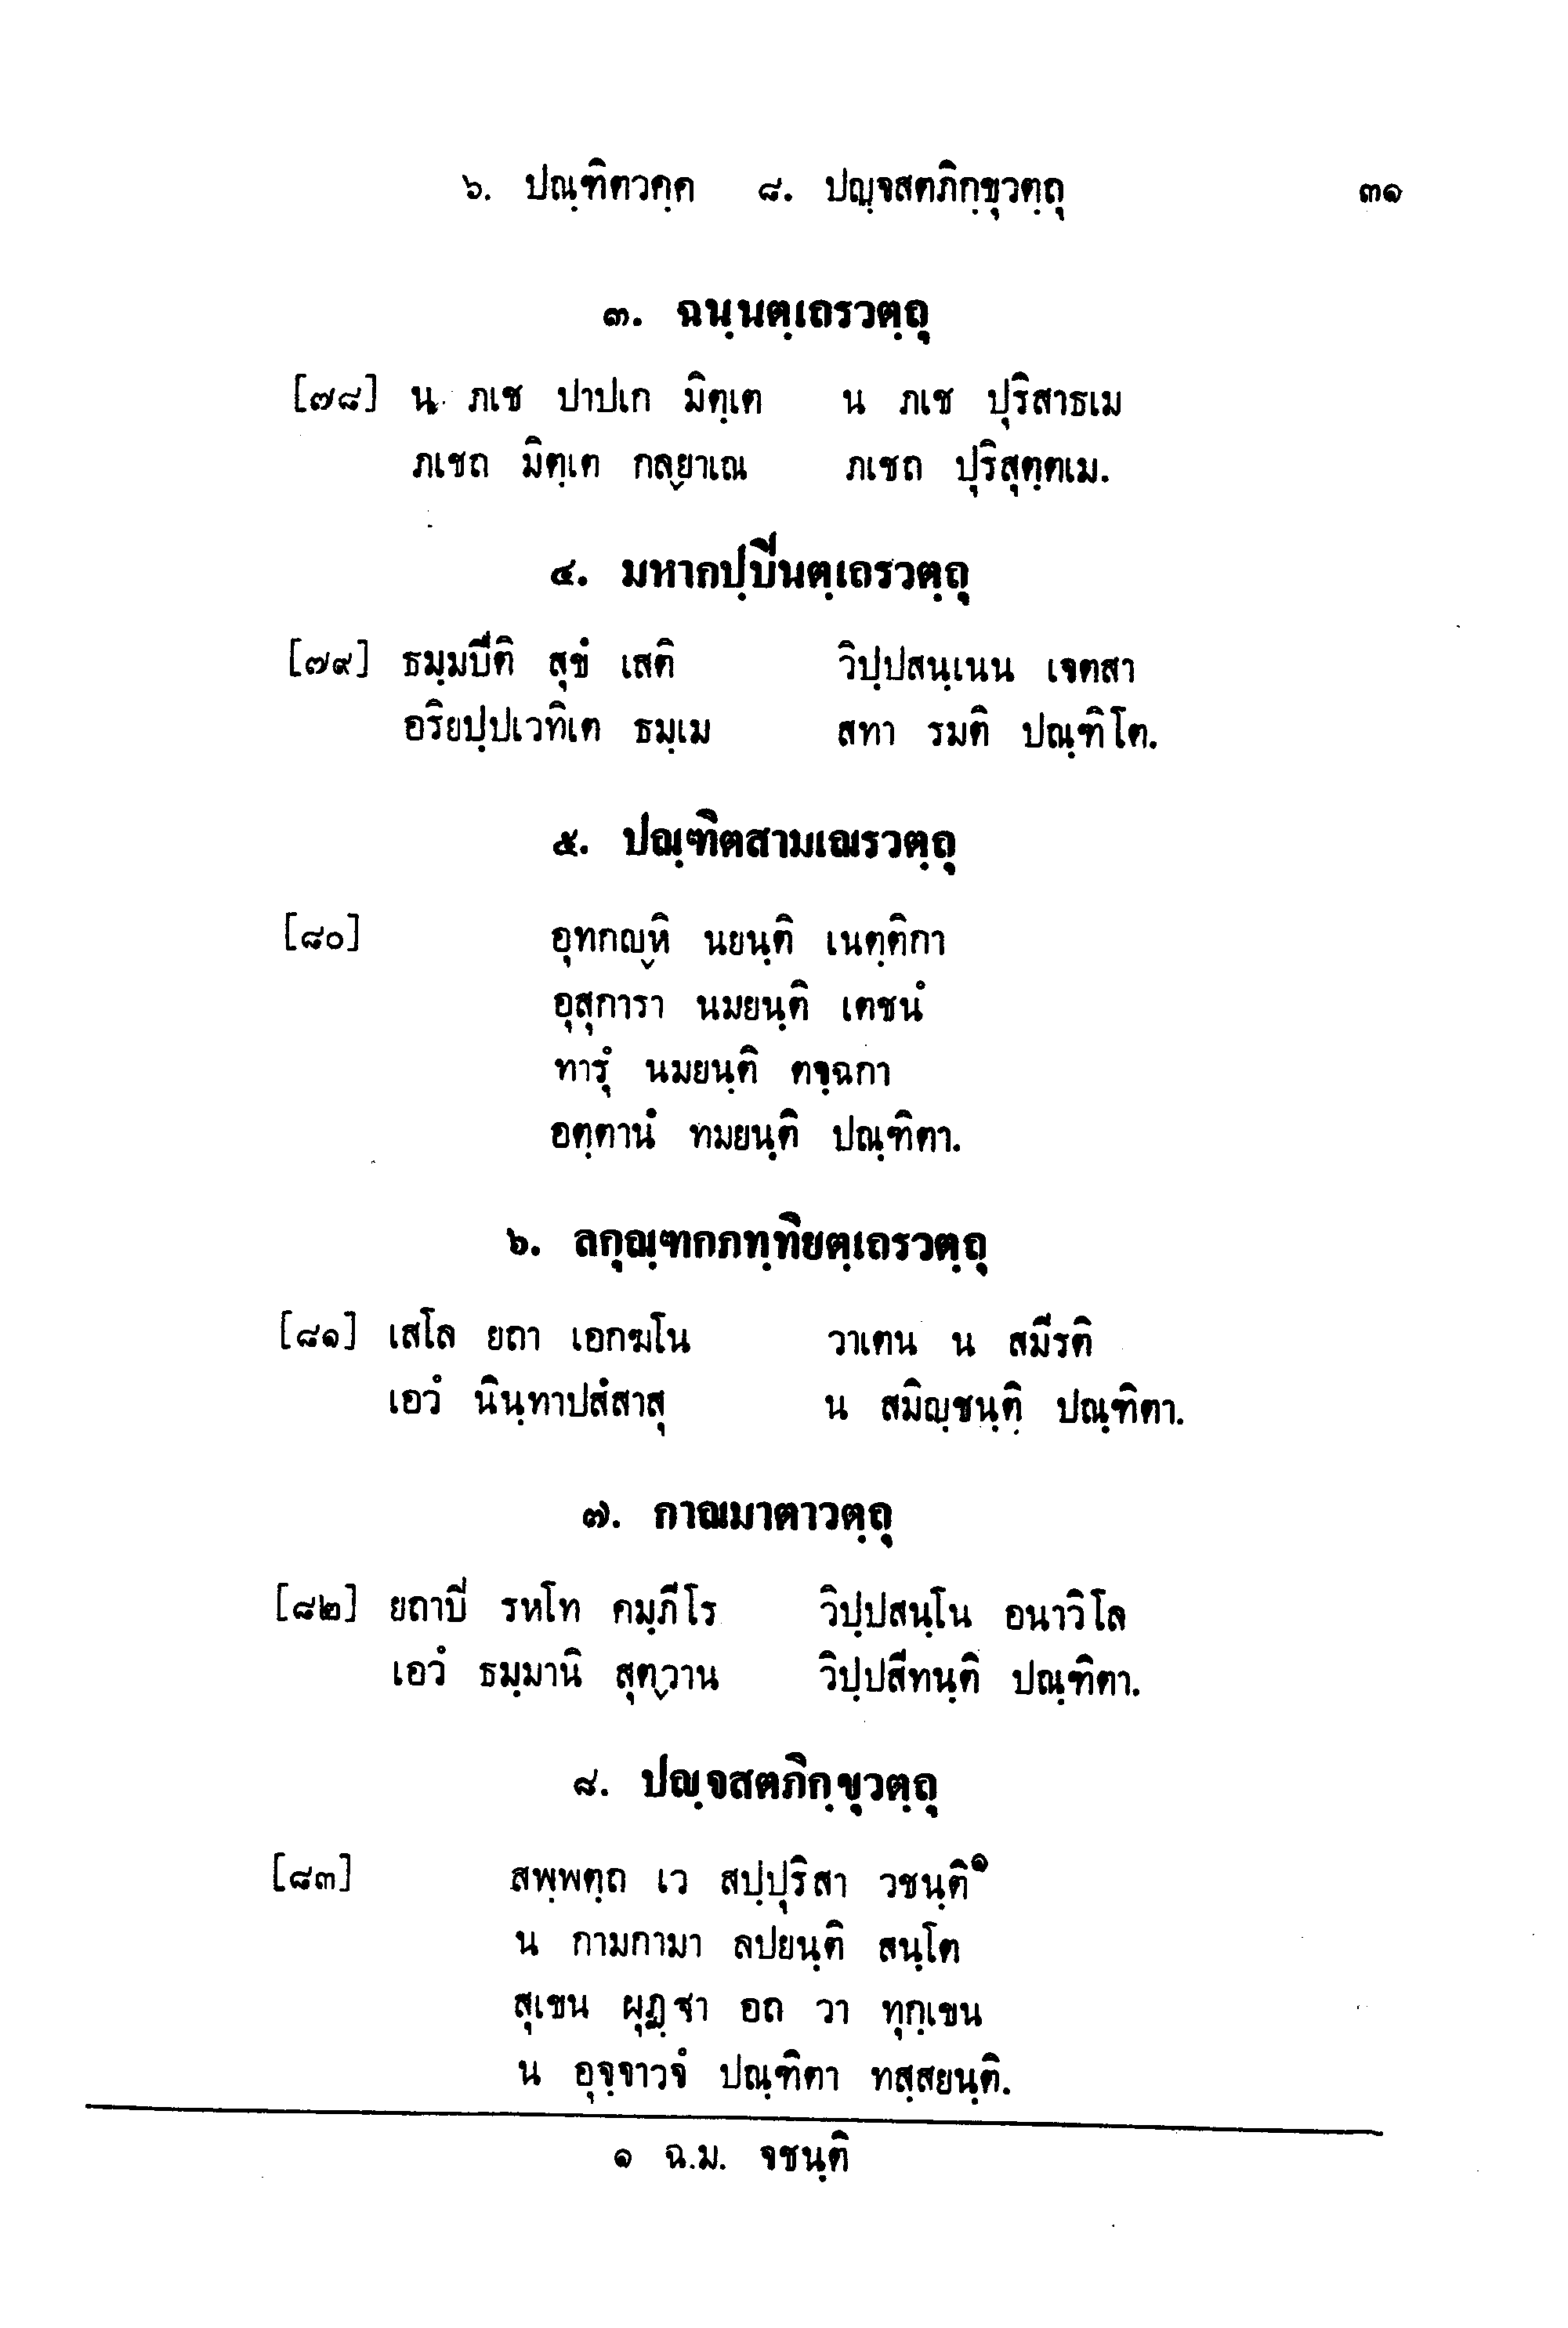 ๖. ปณฺฑิตวคฺค ๘. ปญฺจสตภิกฺขุวตฺถุ ๓๑
๓. ฉนฺนตฺเถรวตฺถุ
[๗๘] น ภเช ปาปเก มิตฺเต น ภเช ปุริสาธเม
ภเชถ มิตฺเต กลฺยาเณ ภเชถ ปุริสุตฺตเม.
๔. มหากปฺปีนตฺเถรวตฺถุ
[๗๙] ธมฺมปีติ สุขํ เสติ วิปฺปสนฺเนน เจตสา
อริยปฺปเวทิเต ธมฺเม สทา รมติ ปณฺฑิโต.
๕. ปณฺฑิตสามเณรวตฺถุ
[๘๐] อุทกญฺหิ นยนฺติ เนตฺติกา
อุสุการา นมยนฺติ เตชนํ
ทารุํ นมยนฺติ ตจฺฉกา
อตฺตานํ ทมยนฺติ ปณฺฑิตา.
๖. ลกุณฺฑกภทฺทิยตฺเถรวตฺถุ
[๘๑] เสโล ยถา เอกฆโน วาเตน น สมีรติ
เอวํ นินฺทาปสํสาสุ น สมิญฺชนฺติ ปณฺฑิตา.
๗. กาณมาตาวตฺถุ
[๘๒] ยถาปี รหโท คมฺภีโร วิปฺปสนฺโน อนาวิโล
เอวํ ธมฺมานิ สุตฺวาน วิปฺปสีทนฺติ ปณฺฑิตา.
๘. ปญฺจสตภิกฺขุวตฺถุ
[๘๓] สพฺพตฺถ เว สปฺปุริสา วชนฺติ๑
น กามกามา ลปยนฺติ สนฺโต
สุเขน ผุฏฺฐา อถ วา ทุกฺเขน
น อุจฺจาวจํ ปณฺฑิตา ทสฺสยนฺติ.
๑ ฉ.ม. จชนฺติ